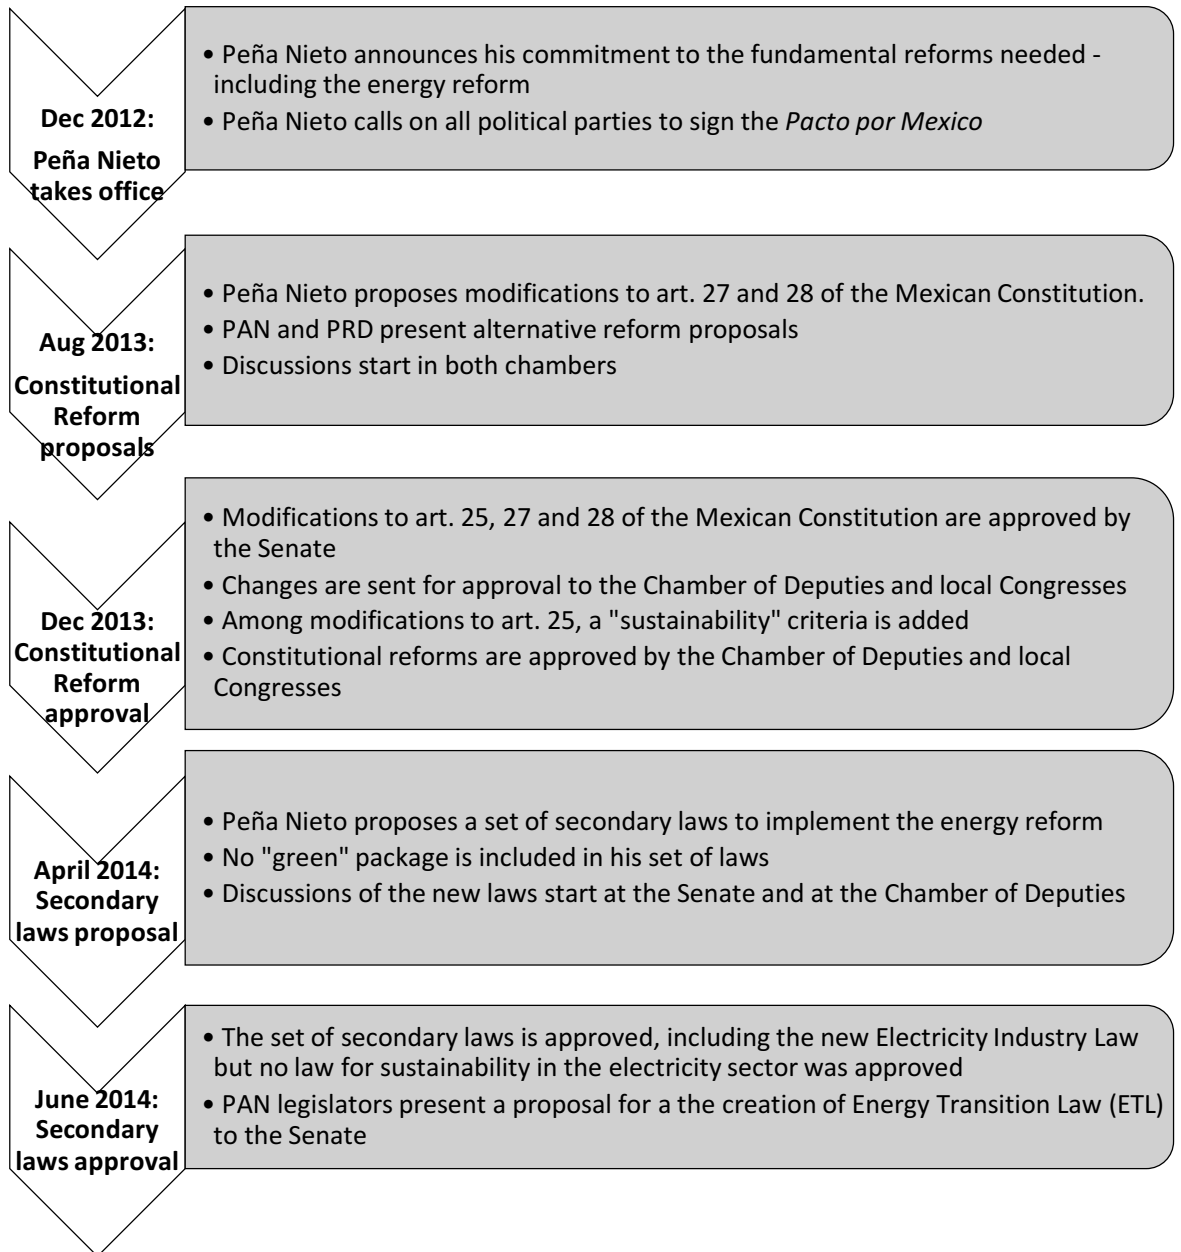 Dec 2012:
Peña Nieto
takes office
• Peña Nieto announces his commitment to the fundamental reforms needed -
including the energy reform
• Peña Nieto calls on all political parties to sign the Pacto por Mexico
Aug 2013:
Constitutional
Reform
proposals
• Peña Nieto proposes modifications to art. 27 and 28 of the Mexican Constitution.
• PAN and PRD present alternative reform proposals
• Discussions start in both chambers
Dec 2013:
Constitutional
Reform
approval
• Modifications to art. 25, 27 and 28 of the Mexican Constitution are approved by
the Senate
• Changes are sent for approval to the Chamber of Deputies and local Congresses
• Among modifications to art. 25, a "sustainability" criteria is added
• Constitutional reforms are approved by the Chamber of Deputies and local
Congresses
April 2014:
Secondary
laws proposal
• Peña Nieto proposes a set of secondary laws to implement the energy reform
• No "green" package is included in his set of laws
• Discussions of the new laws start at the Senate and at the Chamber of Deputies
June 2014:
Secondary
laws approval
• The set of secondary laws is approved, including the new Electricity Industry Law
but no law for sustainability in the electricity sector was approved
• PAN legislators present a proposal for a the creation of Energy Transition Law (ETL)
to the Senate